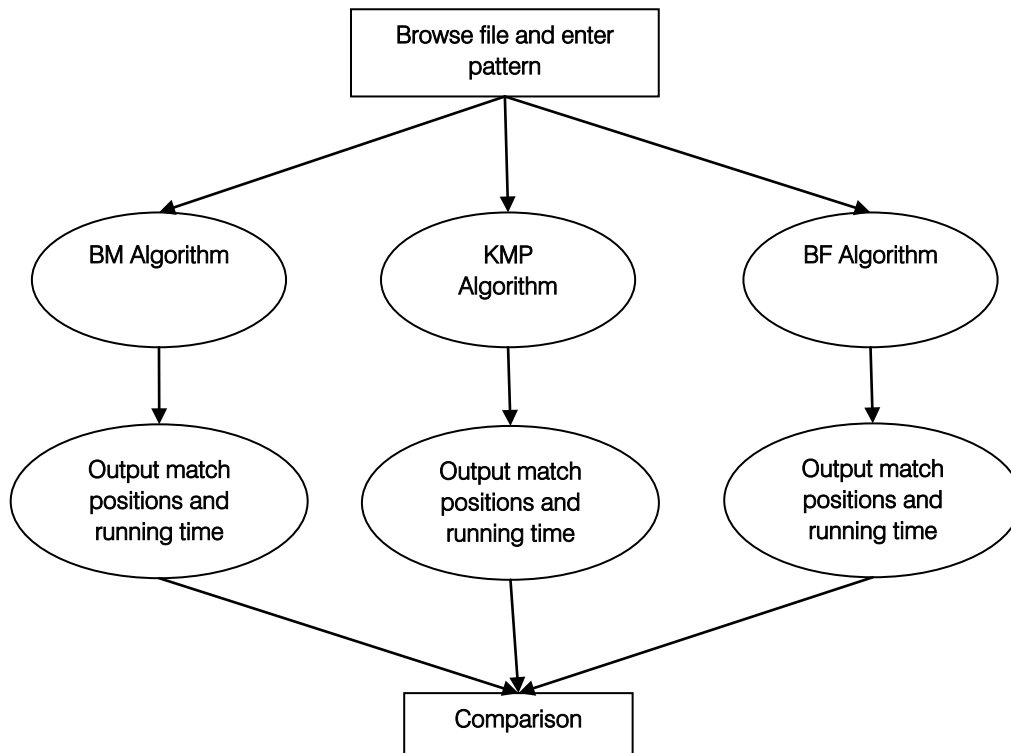 Browse file and enter
pattern
BM Algorithm
KMP
Algorithm
BF Algorithm
Output match
positions and
running time
Output match
positions and
running time
Output match
positions and
running time
Comparison